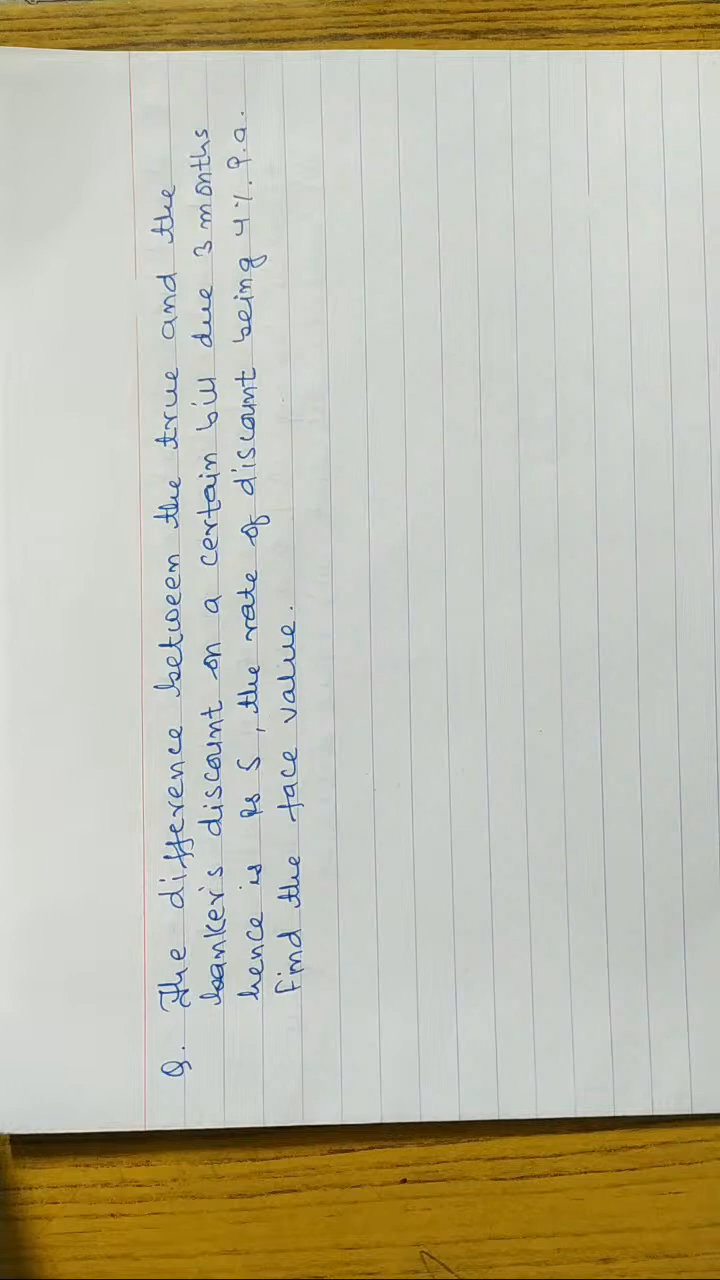 Q. The difference between the true and the
banker's discount on a certain bill due 3 months
hence is Rs 5, the rate of discount being 4% P.a.
Find the face value.